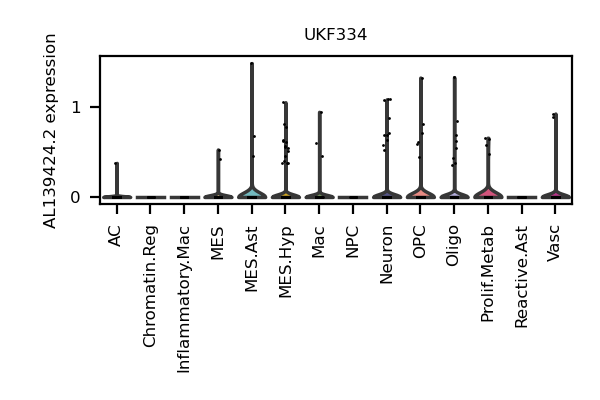 UKF334
AL139424.2 expression
1
0
AC
Chromatin.Reg
Inflammatory.Mac
MES
MES.Ast
MES.Hyp
Mac
NPC
Neuron
OPC
Oligo
Prolif.Metab
Reactive.Ast
Vasc